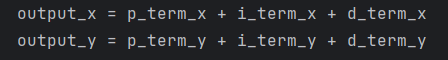 output_x = p_term_x + i_term_x + d_term_x
output_y = p_term_y + i_term_y + d_term_y